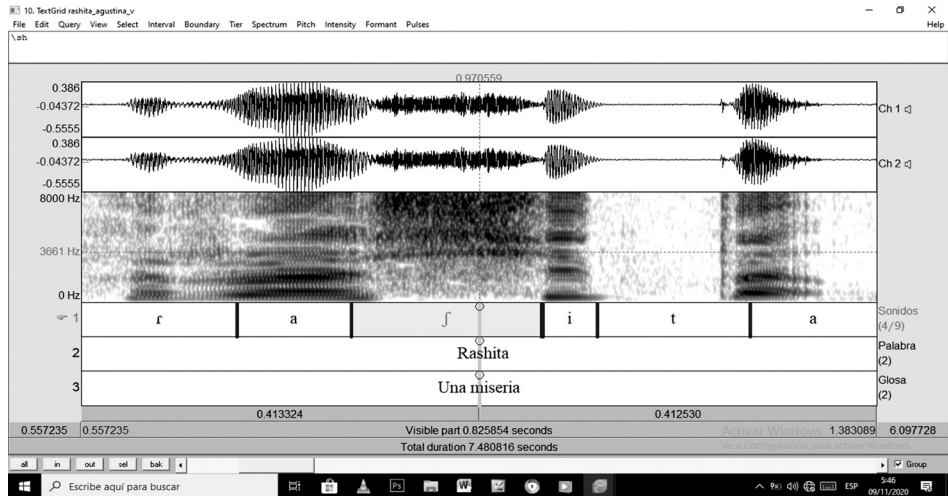 10. TextGrid rashita_agustina_v
File Edit Query View Select Interval Boundary Tier Spectrum Pitch Intensity Formant Pulses Help
\sh
0.970559
0.386
-0.04372
-0.5555
Ch 1
0.386
-0.04372
-0.5555
Ch 2
8000 Hz
3661 Hz
0 Hz
1 ɾ a ʃ i t a Sonidos
(4/9)
2 Rashita Palabra
(2)
3 Una miseria Glosa
(2)
0.413324 0.412530
0.557235 0.557235 Visible part 0.825854 seconds 1.383089 6.097728
Activar Windows
Total duration 7.480816 seconds
Ve a Configuración para activar Windows.
all in out sel bak Group
Escribe aquí para buscar
Ps
W
ESP
5:46
09/11/2020